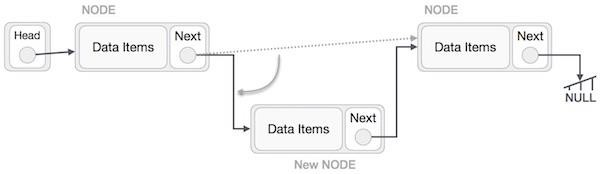 NODE
NODE
Head
Data Items
Next
Data Items
Next
NULL
Data Items
Next
New NODE